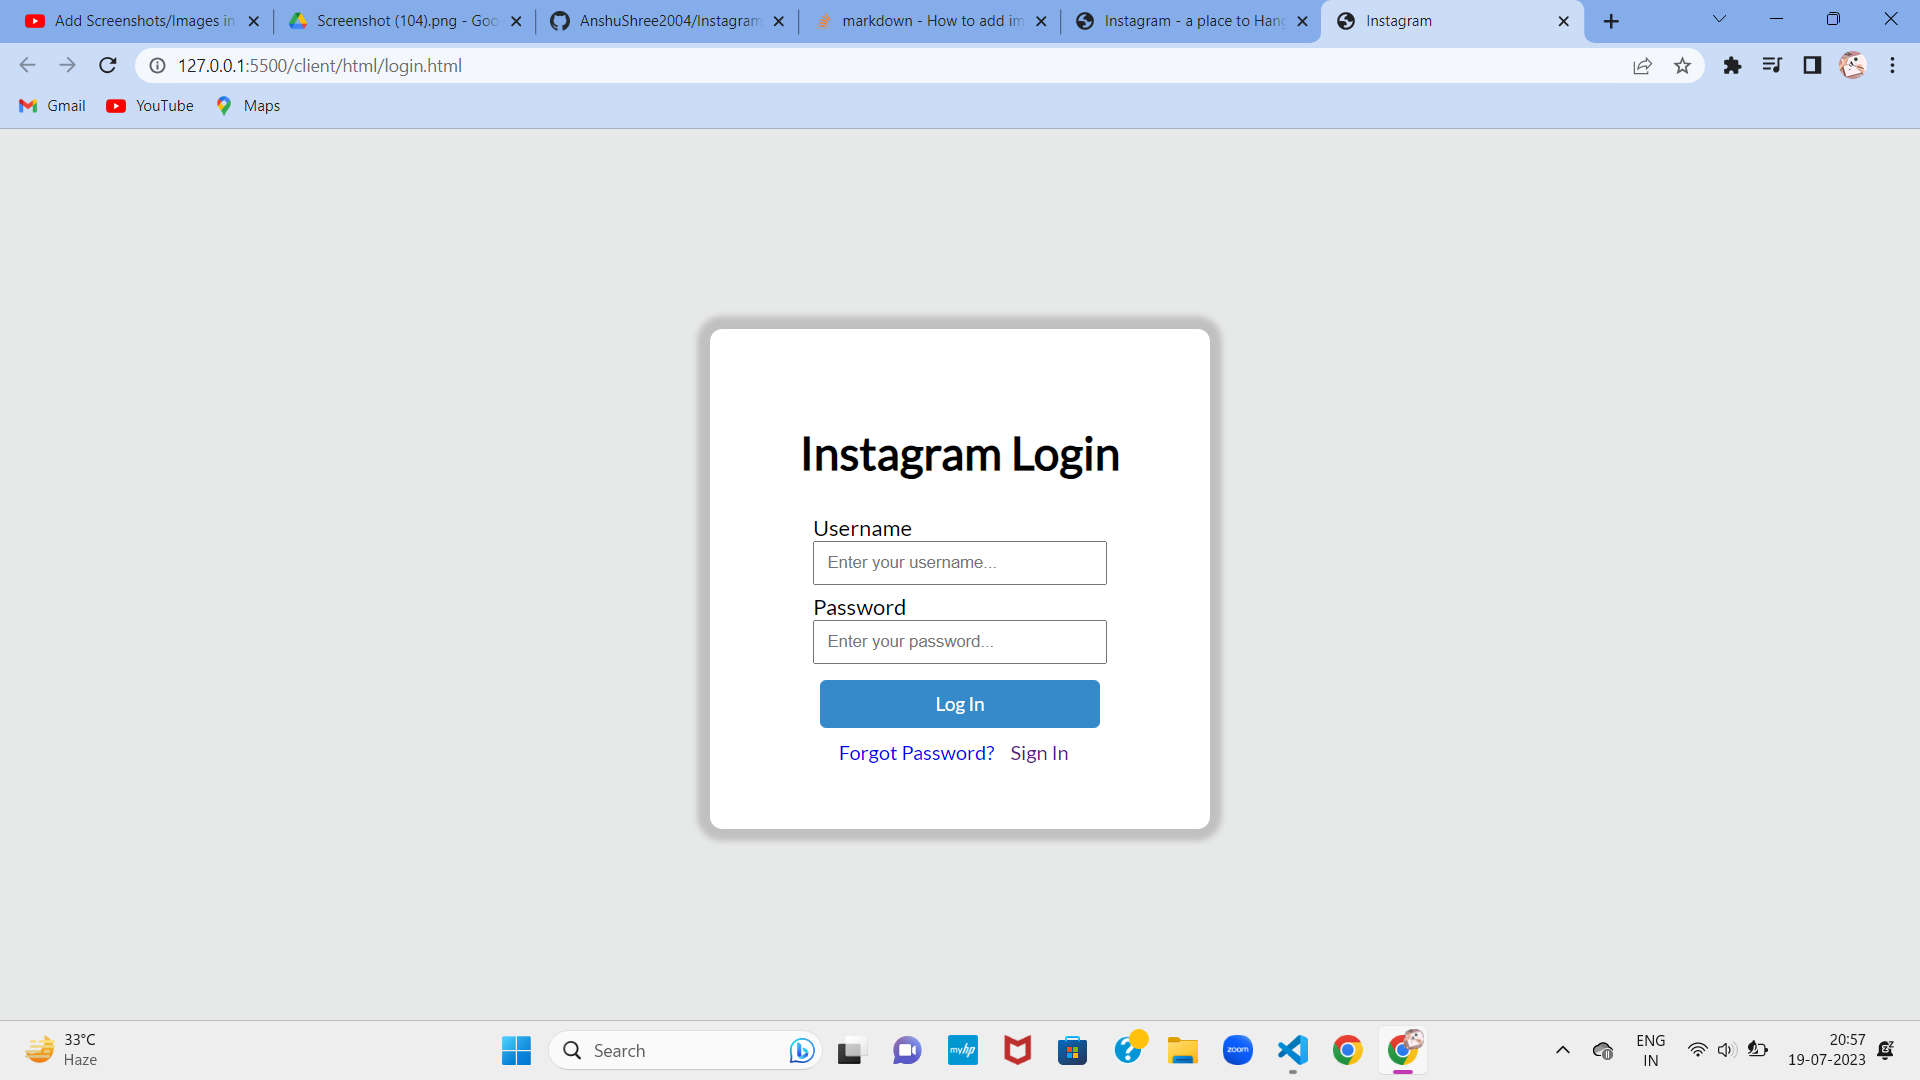 Add Screenshots/Images in
Screenshot (104).png - Goo
AnshuShree2004/Instagram
markdown - How to add im
Instagram - a place to Hang
Instagram
127.0.0.1:5500/client/html/login.html
Gmail
YouTube
Maps
Instagram Login
Username
Enter your username...
Password
Enter your password...
Log In
Forgot Password? Sign In
33°C
Haze
Search
myhp
zoom
ENG
IN
20:57
19-07-2023